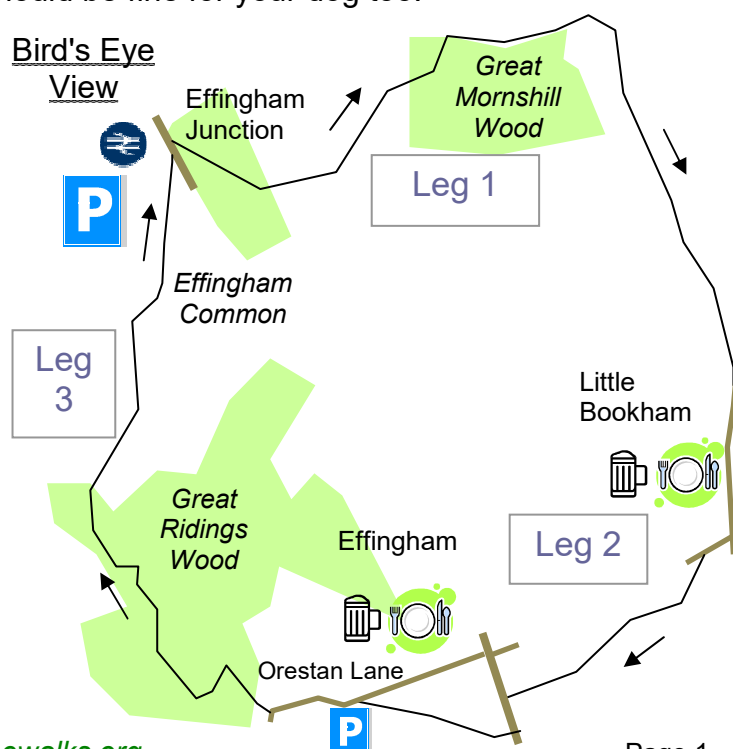 Bird's Eye
View
Effingham
Junction
Great
Mornshill
Wood
P
Leg 1
Effingham
Common
Leg
3
Little
Bookham
Great
Ridings
Wood
Effingham
Leg 2
Orestan Lane
P